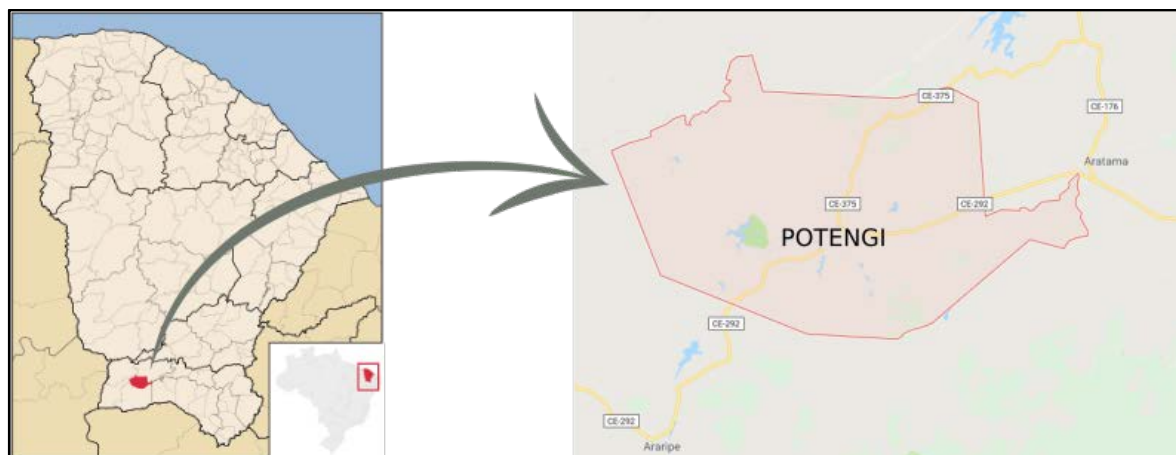 CE-375
CE-176
Aratama
CE-375
CE-292
POTENGI
CE-292
CE-292
Araripe